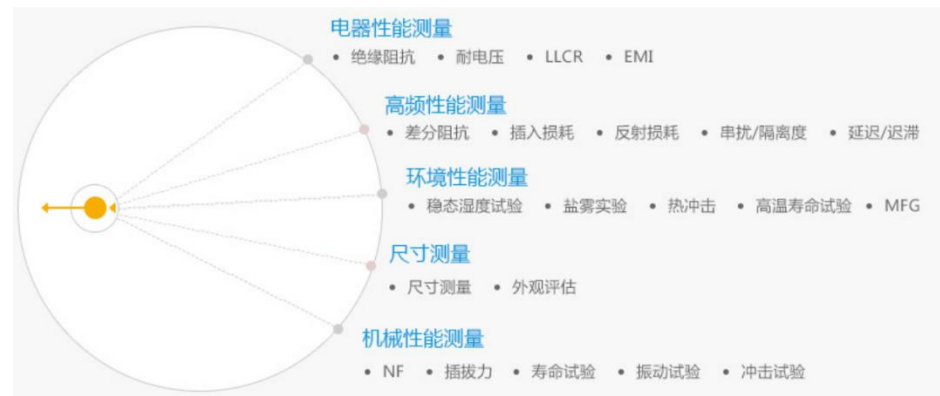 电器性能测量
• 绝缘阻抗 • 耐电压 • LLCR • EMI
高频性能测量
• 差分阻抗 • 插入损耗 • 反射损耗 • 串扰/隔离度 • 延迟/迟滞
环境性能测量
• 稳态湿度试验 • 盐雾实验 • 热冲击 • 高温寿命试验 • MFG
尺寸测量
• 尺寸测量 • 外观评估
机械性能测量
• NF • 插拔力 • 寿命试验 • 振动试验 • 冲击试验